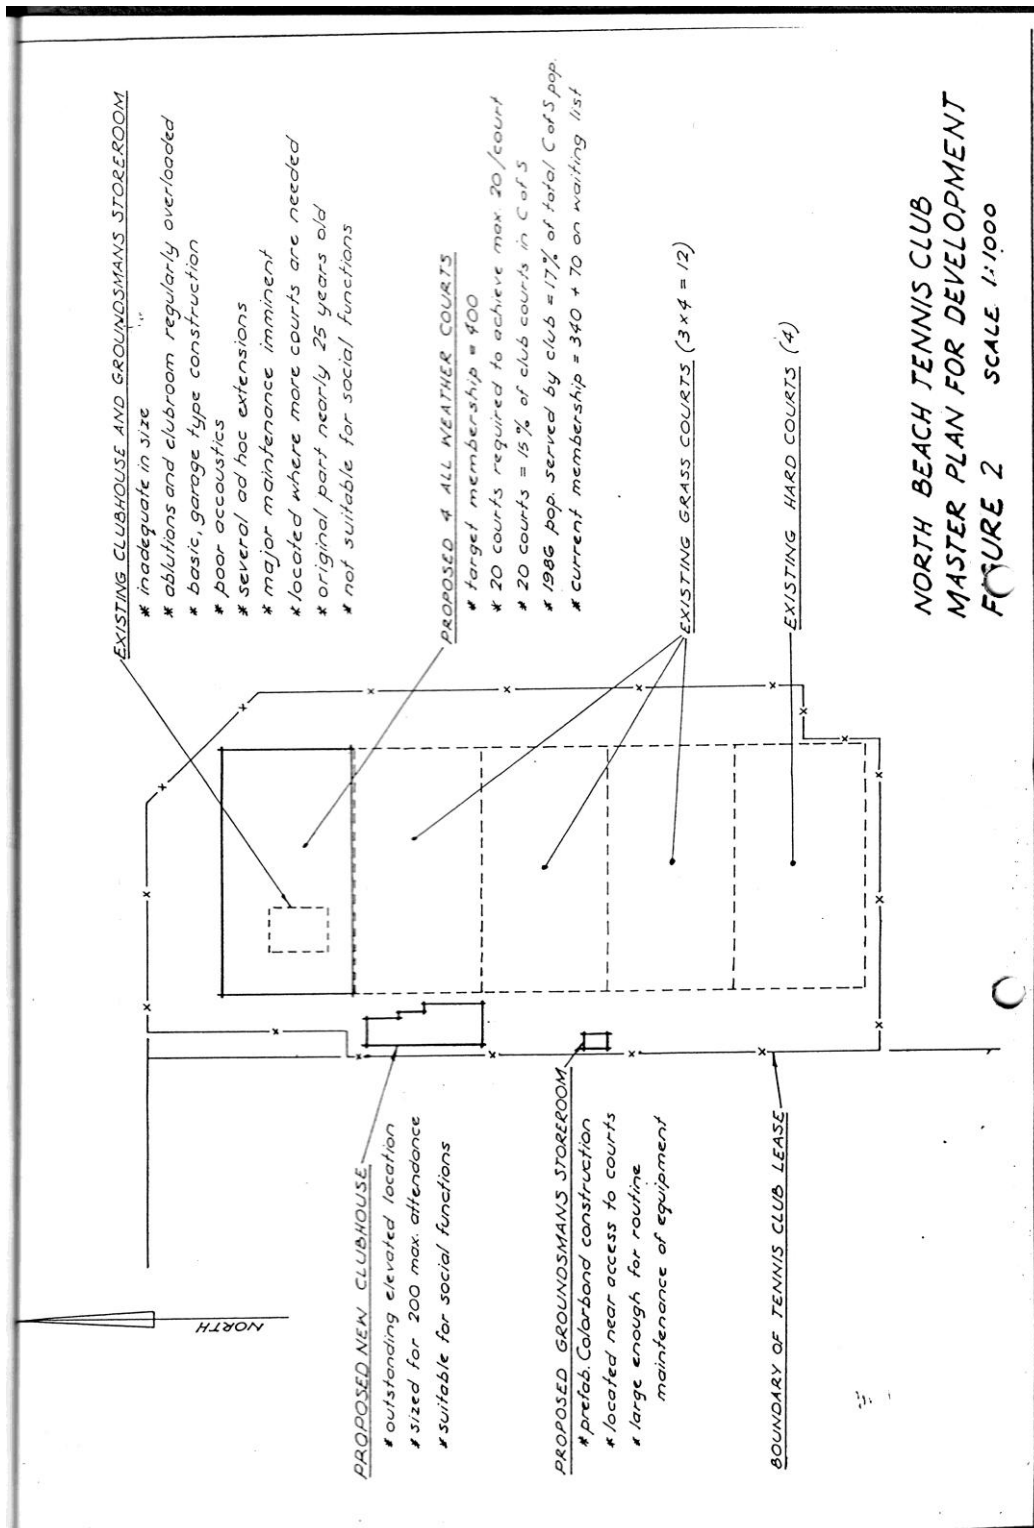 EXISTING CLUBHOUSE AND GROUNDSMANS STOREROOM
* inadequate in size
* ablutions and clubroom regularly overloaded
* basic, garage type construction
* poor accoustics
* several ad hoc extensions
* major maintenance imminent
* located where more courts are needed
* original part nearly 25 years old
* not suitable for social functions
PROPOSED 4 ALL WEATHER COURTS
* target membership = 400
* 20 courts required to achieve max. 20/court
* 20 courts = 15% of club courts in C of S
* 1986 pop. served by club = 17% of total C of S pop.
* current membership = 340 + 70 on waiting list
EXISTING GRASS COURTS (3x4 = 12)
EXISTING HARD COURTS (4)
NORTH
PROPOSED NEW CLUBHOUSE
* outstanding elevated location
* sized for 200 max. attendance
* suitable for social functions
PROPOSED GROUNDSMANS STOREROOM
* prefab. Colorbond construction
* located near access to courts
* large enough for routine
maintenance of equipment
BOUNDARY OF TENNIS CLUB LEASE
NORTH BEACH TENNIS CLUB
MASTER PLAN FOR DEVELOPMENT
FIGURE 2 SCALE 1:1000